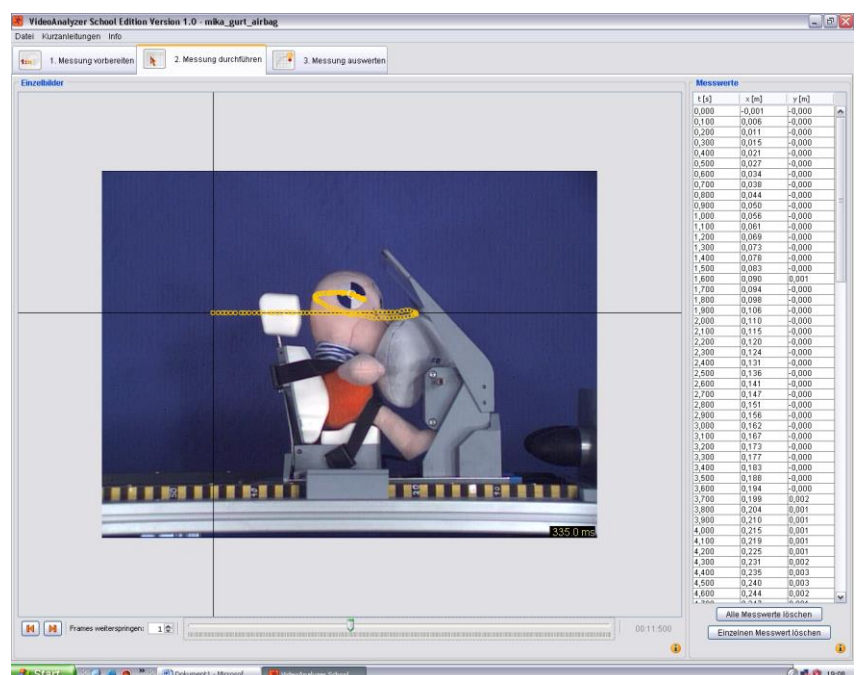 VideoAnalyzer School Edition Version 1.0 - mika_gurt_airbag
Datei Kurzanleitungen Info
1. Messung vorbereiten 2. Messung durchführen 3. Messung auswerten
Einzelbilder
Messwerte
t [s] x [m] y [m]
0,000 -0,001 -0,000
0,100 0,006 -0,000
0,200 0,011 -0,000
0,300 0,015 -0,000
0,400 0,021 -0,000
0,500 0,027 -0,000
0,600 0,034 -0,000
0,700 0,038 -0,000
0,800 0,044 -0,000
0,900 0,050 -0,000
1,000 0,056 -0,000
1,100 0,061 -0,000
1,200 0,069 -0,000
1,300 0,073 -0,000
1,400 0,078 -0,000
1,500 0,083 -0,000
1,600 0,090 0,001
1,700 0,094 -0,000
1,800 0,098 -0,000
1,900 0,106 -0,000
2,000 0,110 -0,000
2,100 0,115 -0,000
2,200 0,120 -0,000
2,300 0,124 -0,000
2,400 0,131 -0,000
2,500 0,136 -0,000
2,600 0,141 -0,000
2,700 0,147 -0,000
2,800 0,151 -0,000
2,900 0,156 -0,000
3,000 0,162 -0,000
3,100 0,167 -0,000
3,200 0,173 -0,000
3,300 0,177 -0,000
3,400 0,183 -0,000
3,500 0,188 -0,000
3,600 0,194 -0,000
3,700 0,199 0,002
3,800 0,204 0,001
3,900 0,210 0,001
4,000 0,215 0,001
4,100 0,219 0,001
4,200 0,225 0,001
4,300 0,231 0,002
4,400 0,235 0,003
4,500 0,240 0,003
4,600 0,244 0,002
335.0 ms
Alle Messwerte löschen
Frames weiterspringen: 1 00:11:500
Einzelnen Messwert löschen
Start Dokument1 - Microsof... VideoAnalyzer School... 19:08